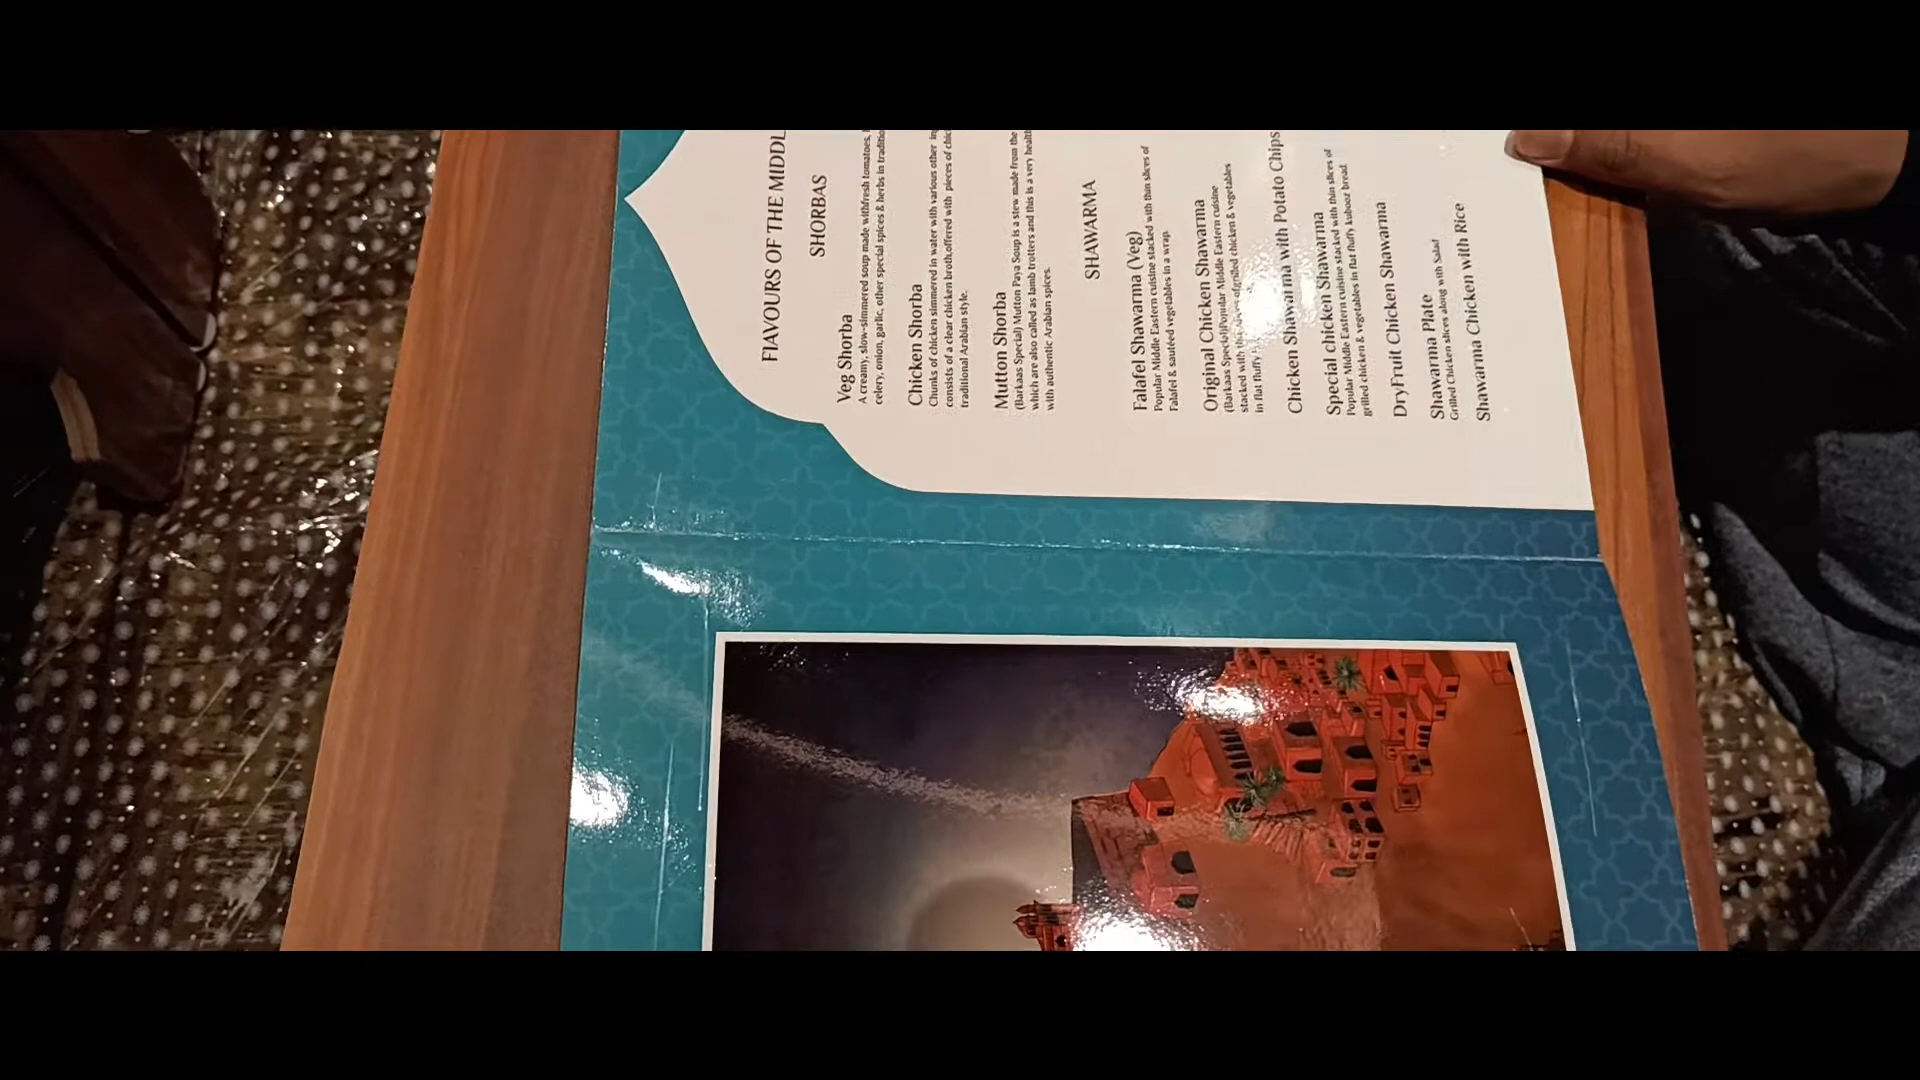 FLAVOURS OF THE MIDDL
SHORBAS
Veg Shorba
A creamy, slow-simmered soup made withfresh tomatoes,
celery, onion, garlic, other special spices & herbs in traditio
Chicken Shorba
Chunks of chicken simmered in water with various other
consists of a clear chicken broth,offered with pieces of chic
traditional Arabian style.
Mutton Shorba
(Barkaas Special) Mutton Paya Soup is a stew made from the
which are also called as lamb trotters and this is a very health
with authentic Arabian spices.
SHAWARMA
Falafel Shawarma (Veg)
Popular Middle Eastern cuisine stacked with thin slices of
Falafel & sautéed vegetables in a wrap.
Original Chicken Shawarma
(Barkaas Special)Popular Middle Eastern cuisine
stacked with thin slices of grilled chicken & vegetables
in flat fluffy
Chicken Shawarma with Potato Chips
Special chicken Shawarma
Popular Middle Eastern cuisine stacked with thin slices of
grilled chicken & vegetables in flat fluffy kubooz bread
DryFruit Chicken Shawarma
Shawarma Plate
Grilled Chicken slices along with Salad
Shawarma Chicken with Rice